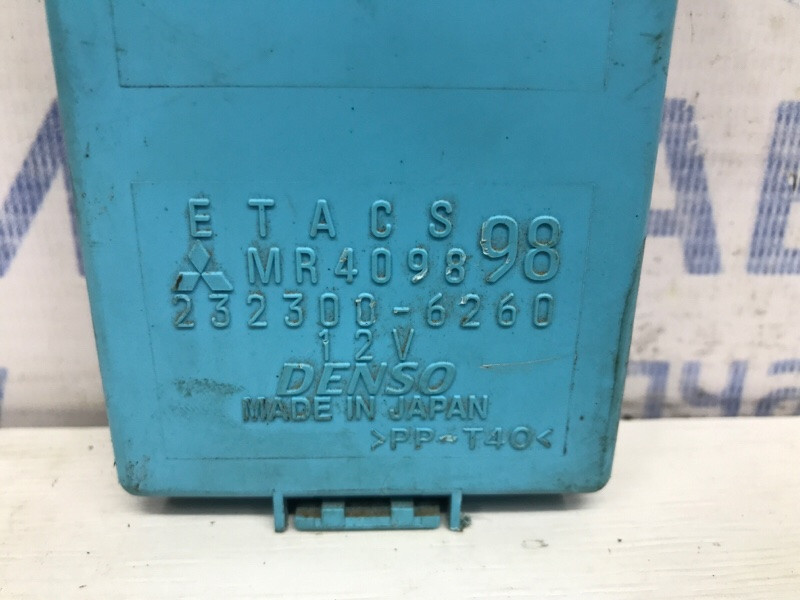 ETACS
MR409898
232300-6260
12V
DENSO
MADE IN JAPAN
>PP-T40<